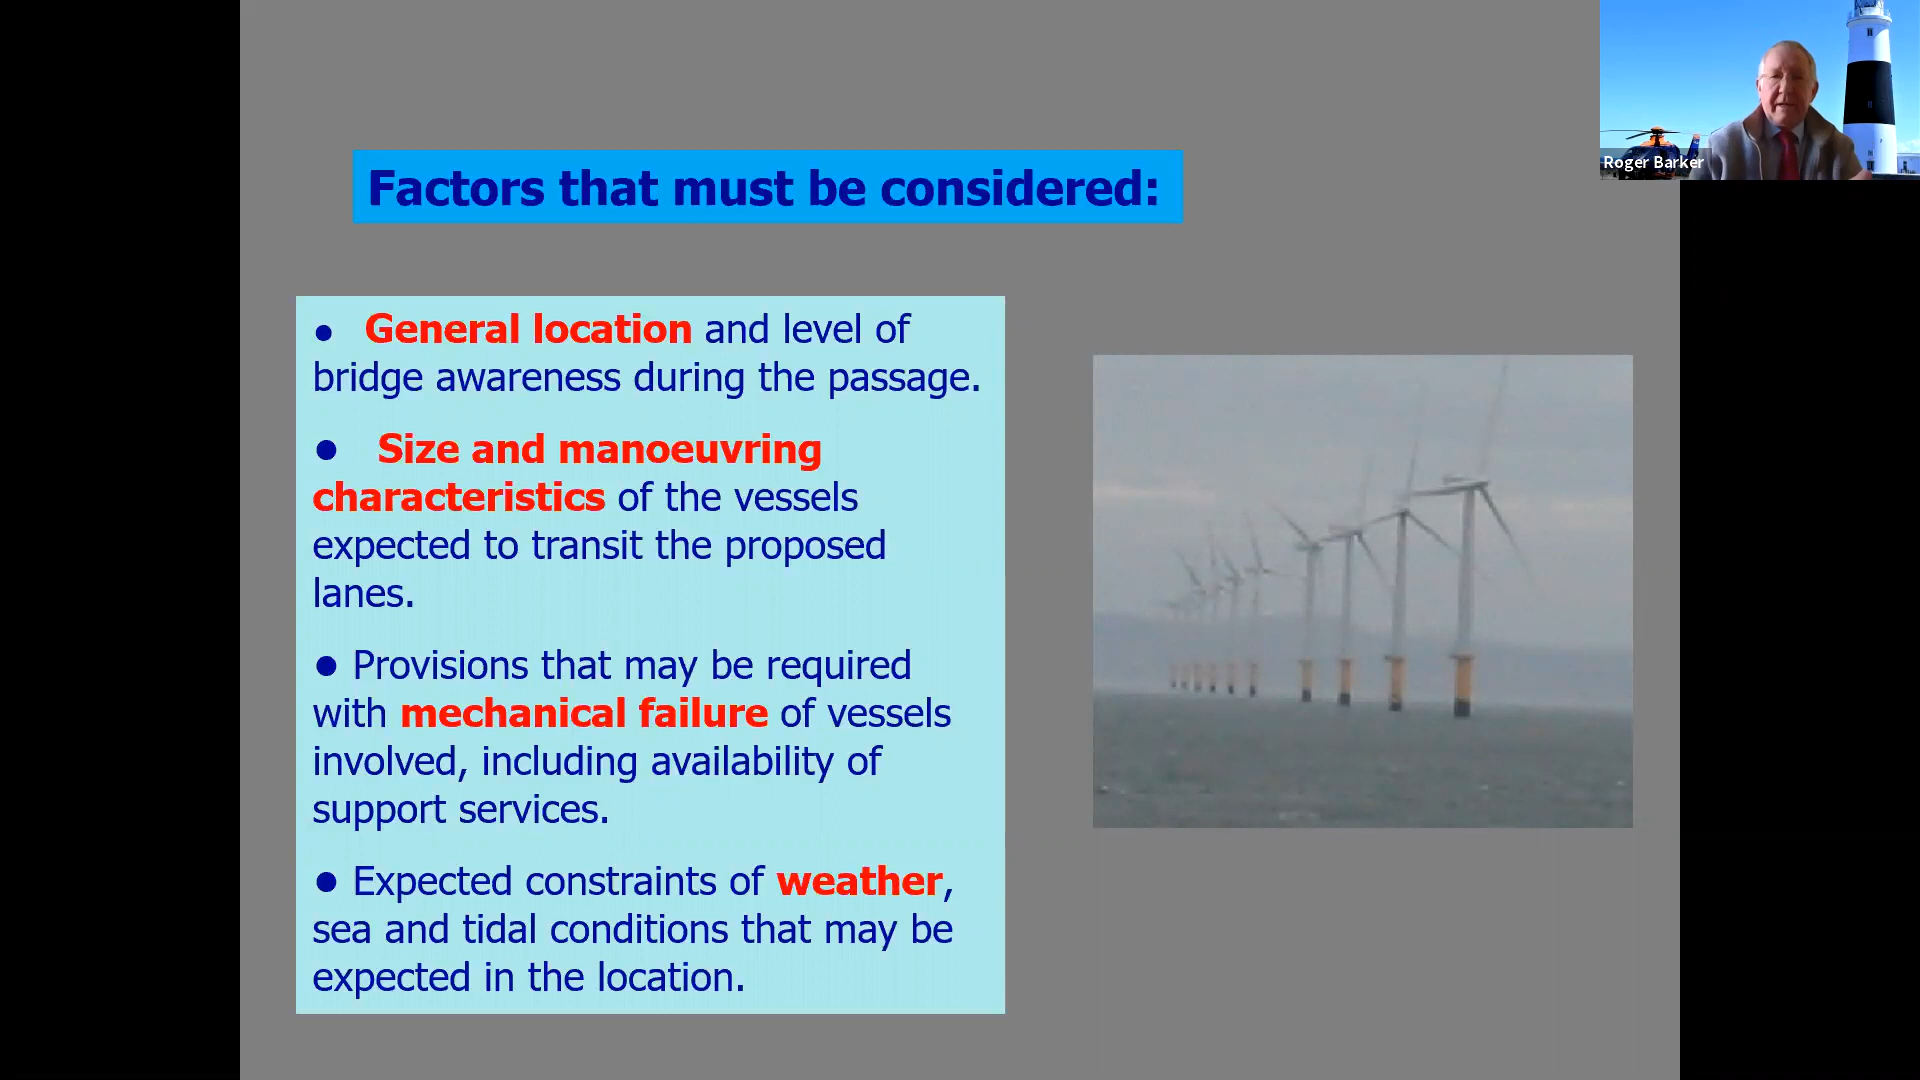 Factors that must be considered:
● General location and level of
bridge awareness during the passage.
● Size and manoeuvring
characteristics of the vessels
expected to transit the proposed
lanes.
● Provisions that may be required
with mechanical failure of vessels
involved, including availability of
support services.
● Expected constraints of weather,
sea and tidal conditions that may be
expected in the location.
Roger Barker